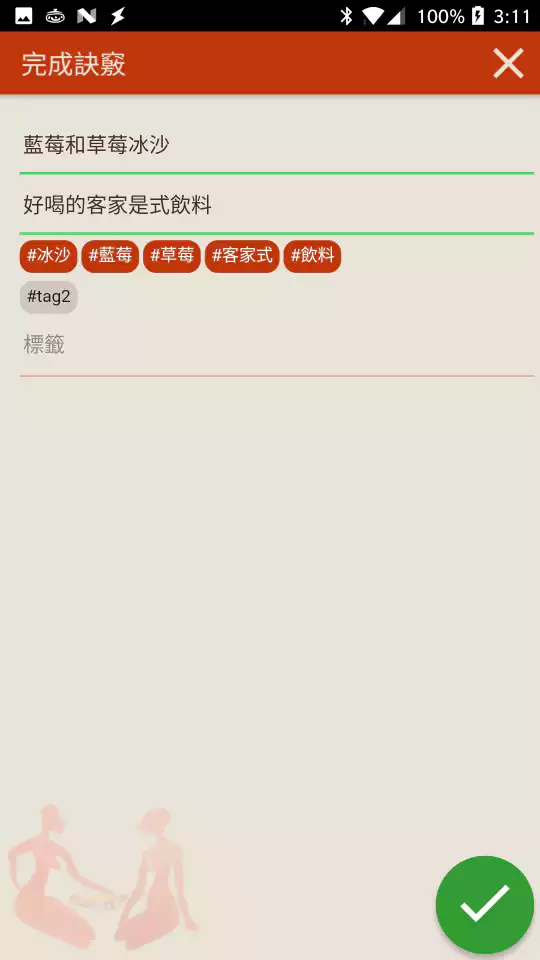 100% 3:11
完成訣竅
藍莓和草莓冰沙
好喝的客家是式飲料
#冰沙 #藍莓 #草莓 #客家式 #飲料
#tag2
標籤